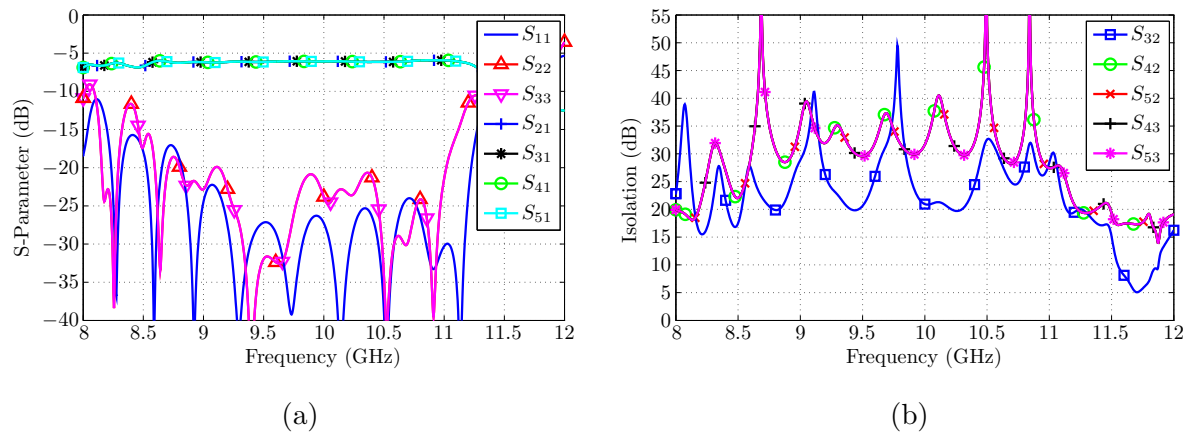 0
−5
−10
−15
−20
−25
−30
−35
−40
S-Parameter (dB)
8
8.5
9
9.5
10
10.5
11
11.5
12
Frequency (GHz)
S11
S22
S33
S21
S31
S41
S51
(a)
55
50
45
40
35
30
25
20
15
10
5
0
Isolation (dB)
8
8.5
9
9.5
10
10.5
11
11.5
12
Frequency (GHz)
S32
S42
S52
S43
S53
(b)